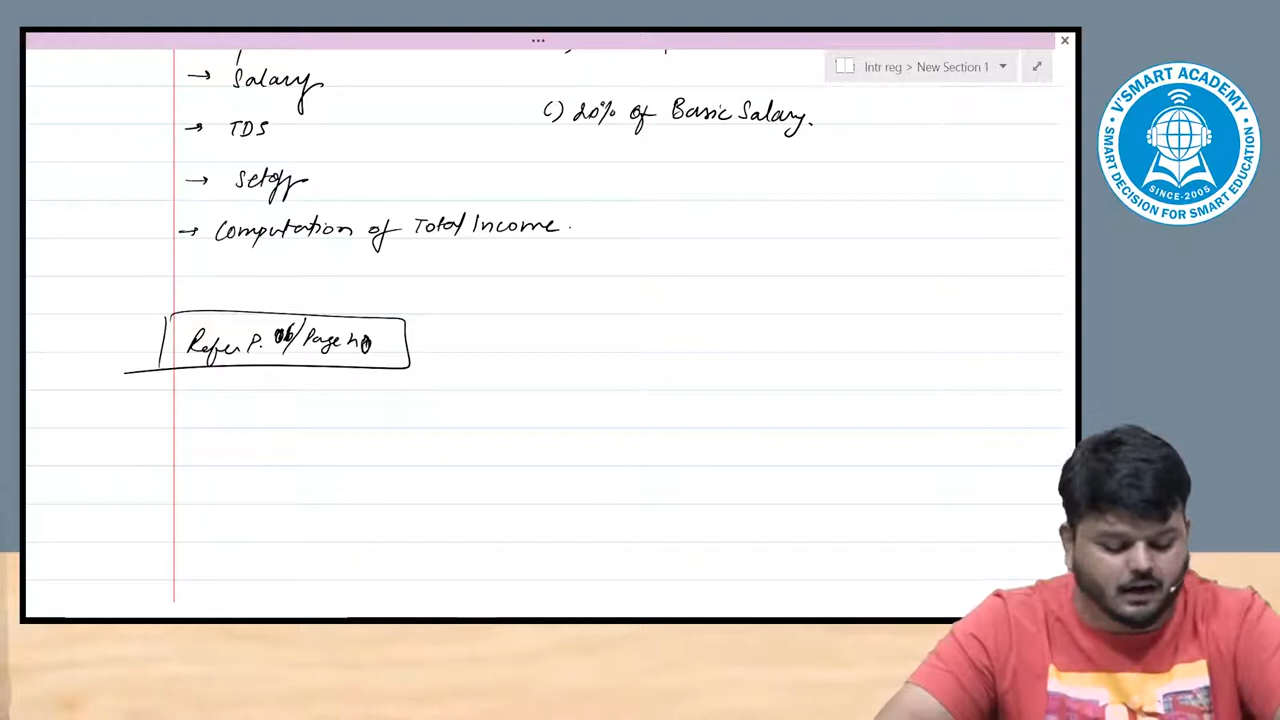 ...
Intr reg > New Section 1
→ Salary
(C) 20% of Basic Salary.
→ TDS
→ Setoff
→ Computation of Total Income.
Refer P. / Page
V'SMART ACADEMY
SINCE-2005
SMART DECISION FOR SMART EDUCATION